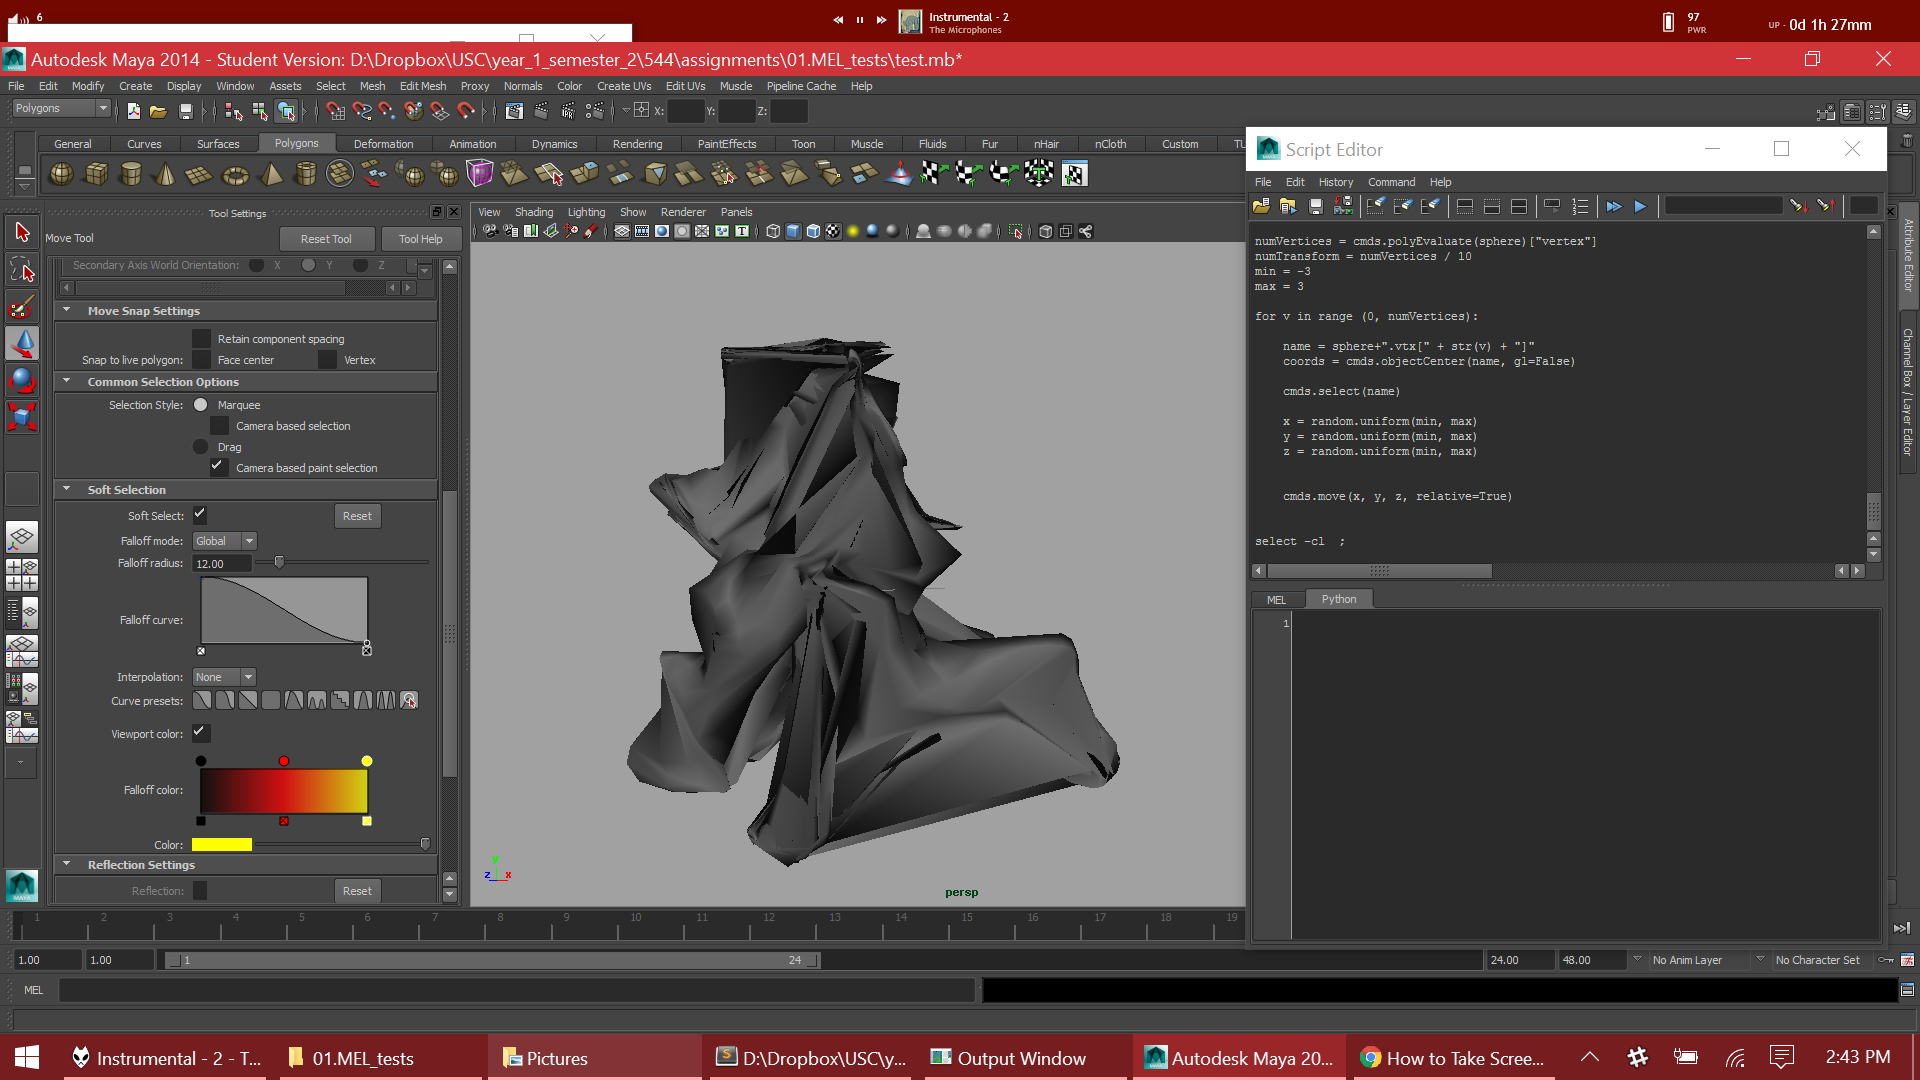 6
Instrumental - 2
The Microphones
97
PWR
UP - 0d 1h 27mm
Autodesk Maya 2014 - Student Version: D:\Dropbox\USC\year_1_semester_2\544\assignments\01.MEL_tests\test.mb*
File Edit Modify Create Display Window Assets Select Mesh Edit Mesh Proxy Normals Color Create UVs Edit UVs Muscle Pipeline Cache Help
Polygons
X: Y: Z:
General Curves Surfaces Polygons Deformation Animation Dynamics Rendering PaintEffects Toon Muscle Fluids Fur nHair nCloth Custom TU
Tool Settings
Move Tool
Reset Tool
Tool Help
Secondary Axis World Orientation: X Y Z
Move Snap Settings
Retain component spacing
Snap to live polygon: Face center Vertex
Common Selection Options
Selection Style: Marquee
Camera based selection
Drag
Camera based paint selection
Soft Selection
Soft Select: Reset
Falloff mode: Global
Falloff radius: 12.00
Falloff curve:
Interpolation: None
Curve presets:
Viewport color:
Falloff color:
Color:
Reflection Settings
Reflection: Reset
View Shading Lighting Show Renderer Panels
y
z x
persp
Script Editor
File Edit History Command Help
numVertices = cmds.polyEvaluate(sphere)["vertex"]
numTransform = numVertices / 10
min = -3
max = 3
for v in range (0, numVertices):
name = sphere+".vtx[" + str(v) + "]"
coords = cmds.objectCenter(name, gl=False)
cmds.select(name)
x = random.uniform(min, max)
y = random.uniform(min, max)
z = random.uniform(min, max)
cmds.move(x, y, z, relative=True)
select -cl  ;
MEL Python
1
Attribute Editor
Channel Box / Layer Editor
1 2 3 4 5 6 7 8 9 10 11 12 13 14 15 16 17 18 19
1.00 1.00 1 24 24.00 48.00 No Anim Layer No Character Set
MEL
Instrumental - 2 - T...
01.MEL_tests
Pictures
D:\Dropbox\USC\y...
Output Window
Autodesk Maya 20...
How to Take Scree...
2:43 PM